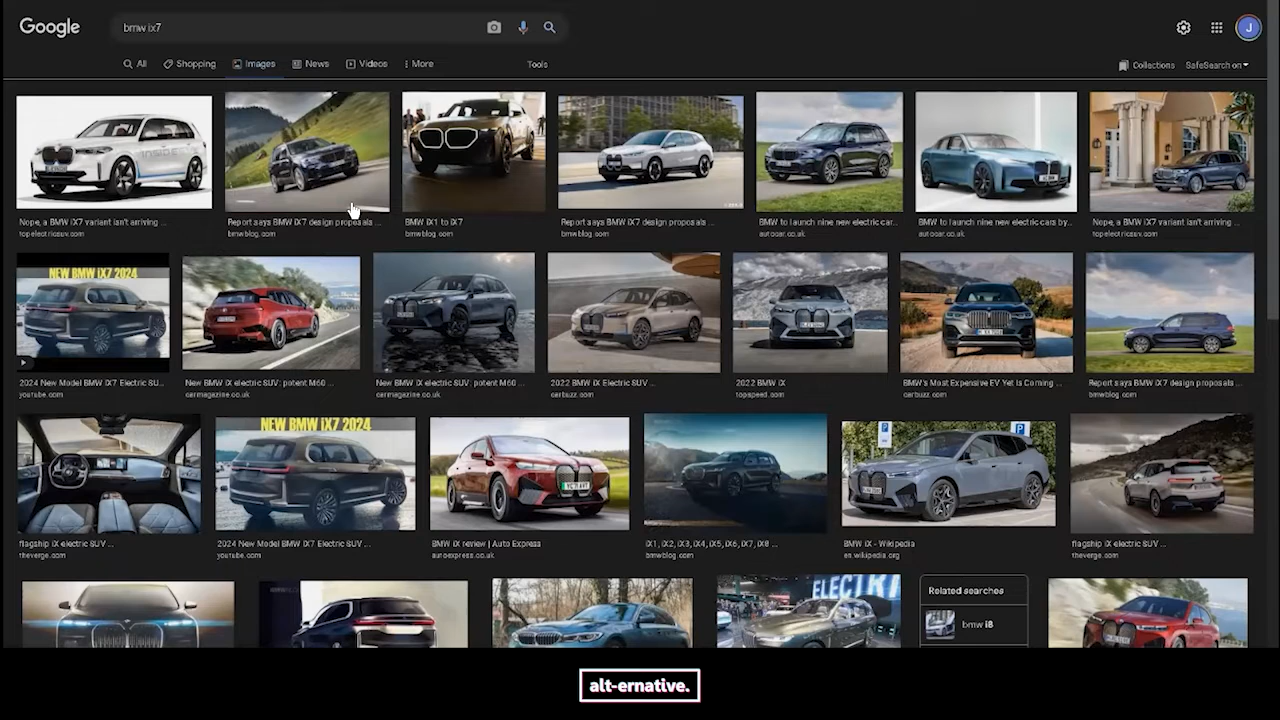 Google
bmw ix7
J
All
Shopping
Images
News
Videos
More
Tools
Collections
SafeSearch on
Nope, a BMW iX7 variant isn't arriving ...
topelectricsuv.com
Report says BMW iX7 design proposals ...
bmwblog.com
BMW iX1 to iX7
bmwblog.com
Report says BMW iX7 design proposals ...
bmwblog.com
BMW to launch nine new electric car...
autocar.co.uk
BMW to launch nine new electric cars by...
autocar.co.uk
Nope, a BMW iX7 variant isn't arriving ...
topelectricsuv.com
NEW BMW iX7 2024
2024 New Model BMW iX7 Electric SU...
youtube.com
New BMW iX electric SUV: potent M60 ...
carmagazine.co.uk
New BMW iX electric SUV: potent M60 ...
carmagazine.co.uk
2022 BMW iX Electric SUV ...
carbuzz.com
2022 BMW iX
topspeed.com
BMW's Most Expensive EV Yet Is Coming ...
carbuzz.com
Report says BMW iX7 design proposals ...
bmwblog.com
flagship iX electric SUV ...
theverge.com
NEW BMW iX7 2024
2024 New Model BMW iX7 Electric SU...
youtube.com
BMW iX review | Auto Express
autoexpress.co.uk
iX1, iX2, iX3, iX4, iX5, iX6, iX7, iX8 ...
bmwblog.com
BMW iX - Wikipedia
en.wikipedia.org
flagship iX electric SUV ...
theverge.com
ELECTRI
Related searches
bmw i8
alt-ernative.